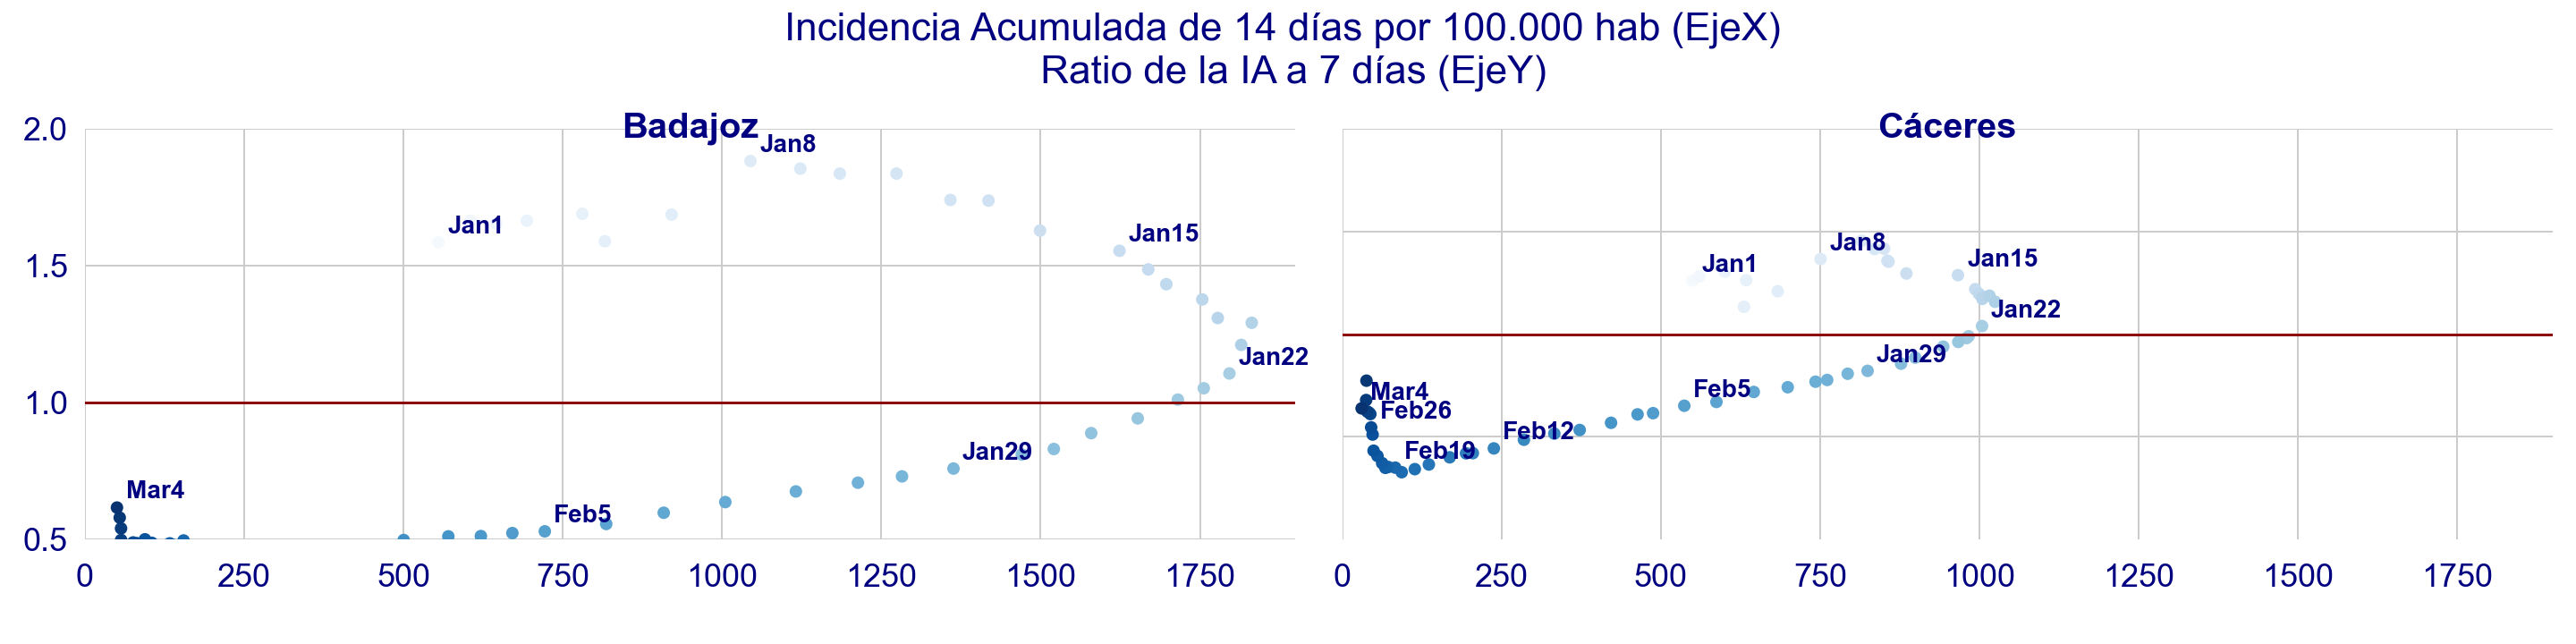 Incidencia Acumulada de 14 días por 100.000 hab (EjeX)
Ratio de la IA a 7 días (EjeY)
Badajoz
Cáceres
2.0
1.5
1.0
0.5
Jan1
Jan8
Jan15
Jan22
Jan29
Feb5
Mar4
0 250 500 750 1000 1250 1500 1750
Jan1
Jan8
Jan15
Jan22
Jan29
Feb5
Feb12
Feb19
Feb26
Mar4
0 250 500 750 1000 1250 1500 1750